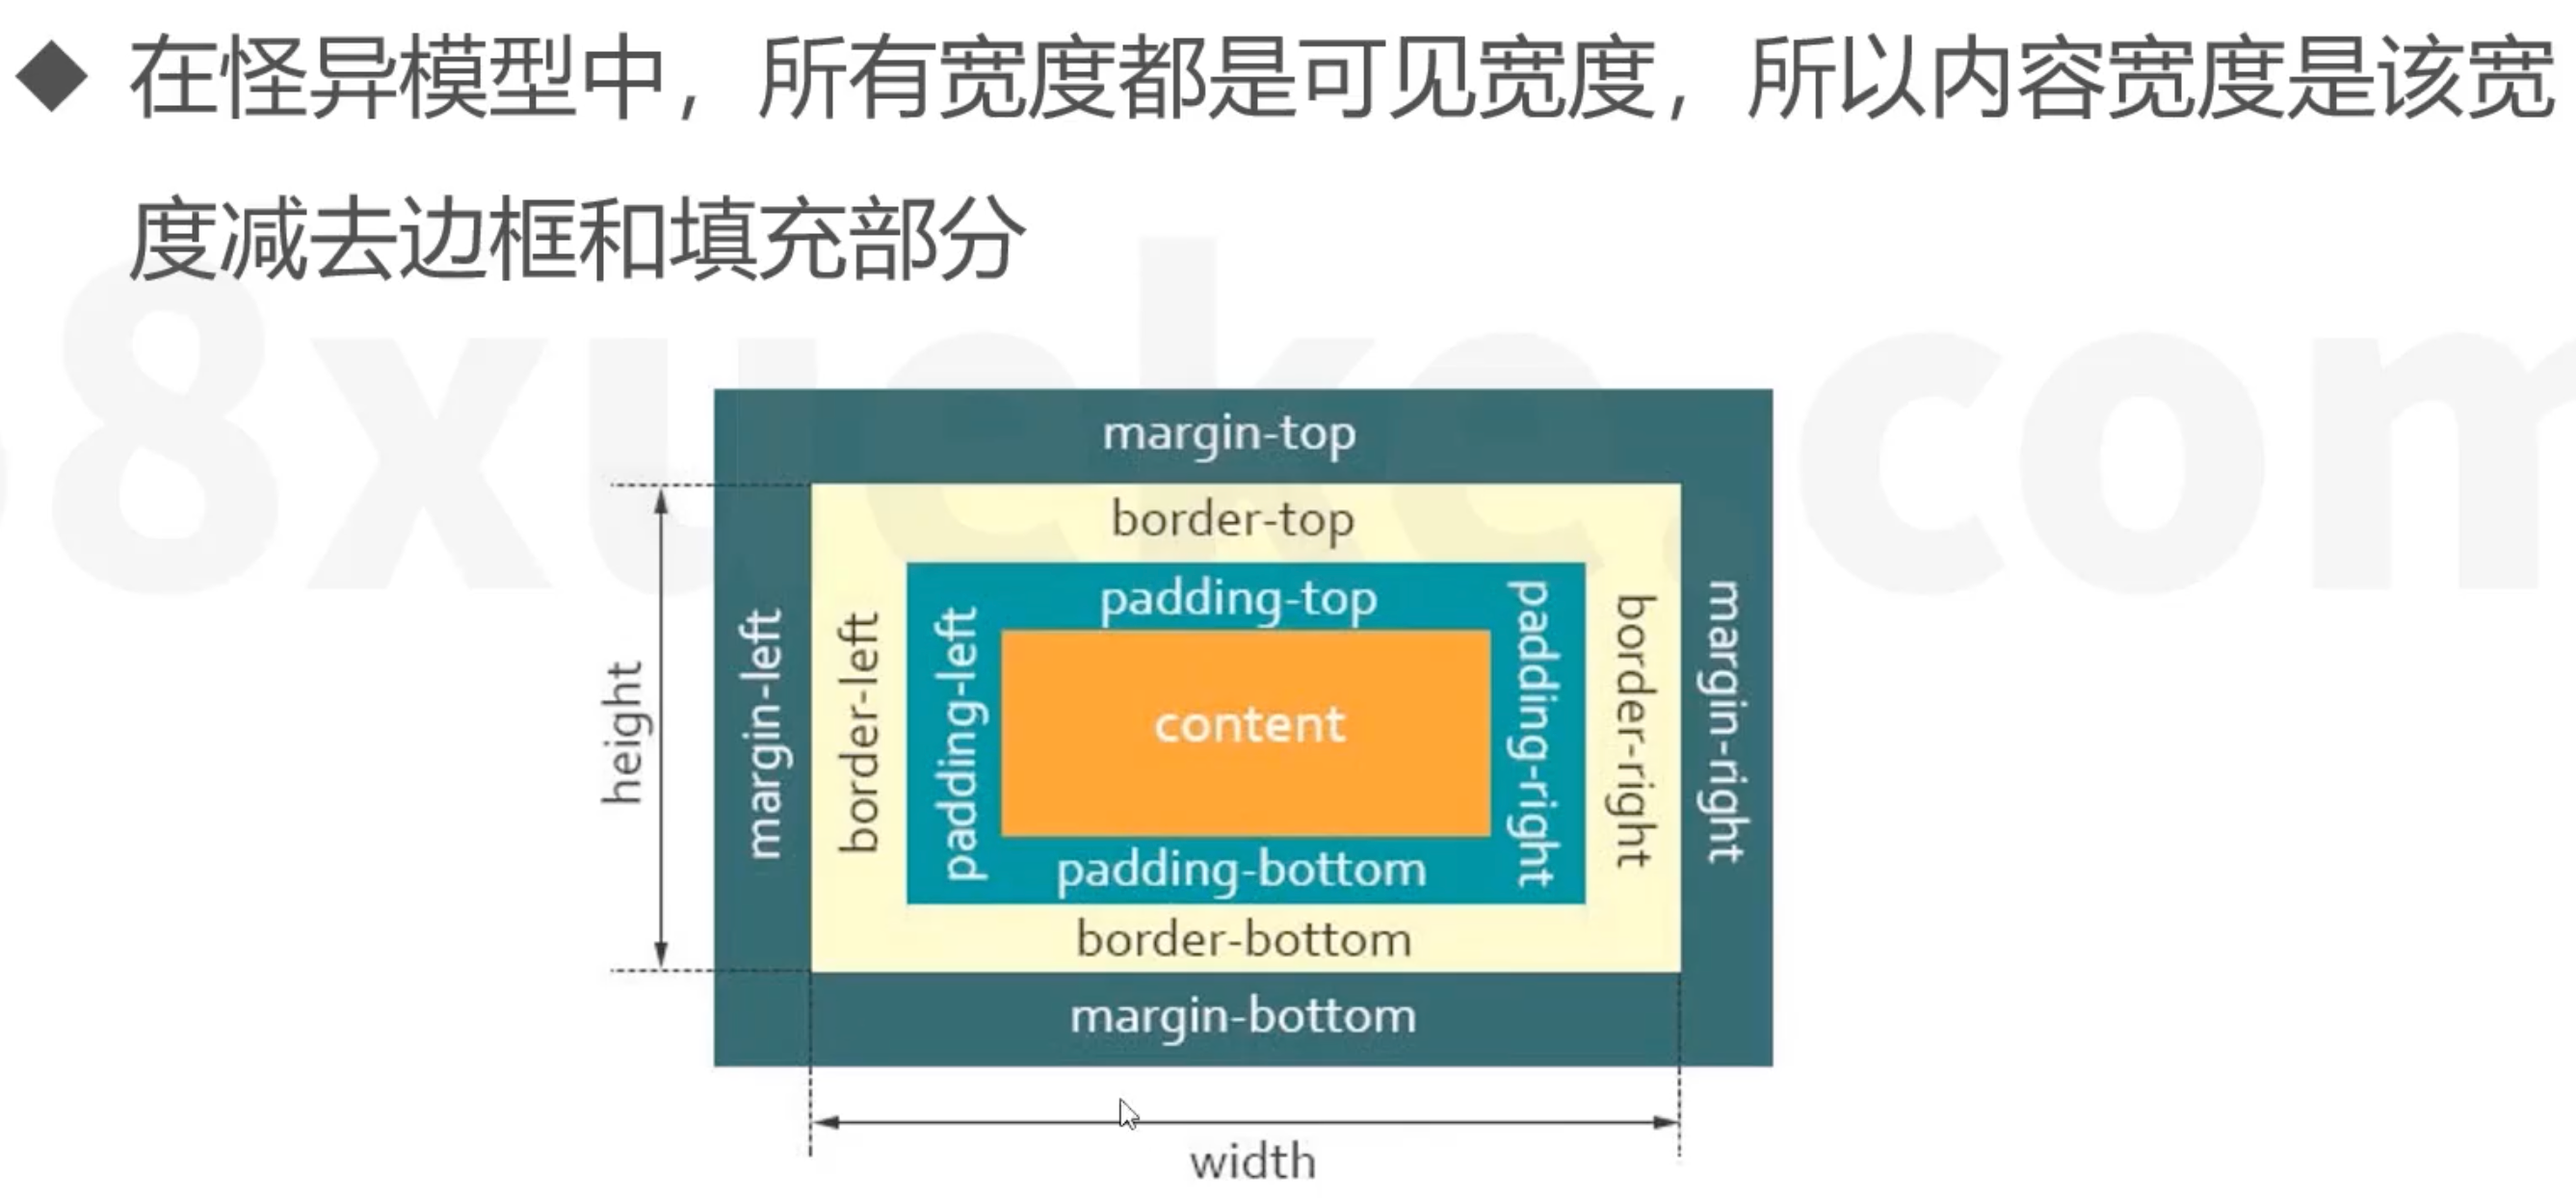 ◆ 在怪异模型中，所有宽度都是可见宽度，所以内容宽度是该宽
度减去边框和填充部分
8xueke.com
margin-top
border-top
padding-top
height
margin-left
border-left
padding-left
content
padding-right
border-right
margin-right
padding-bottom
border-bottom
margin-bottom
width